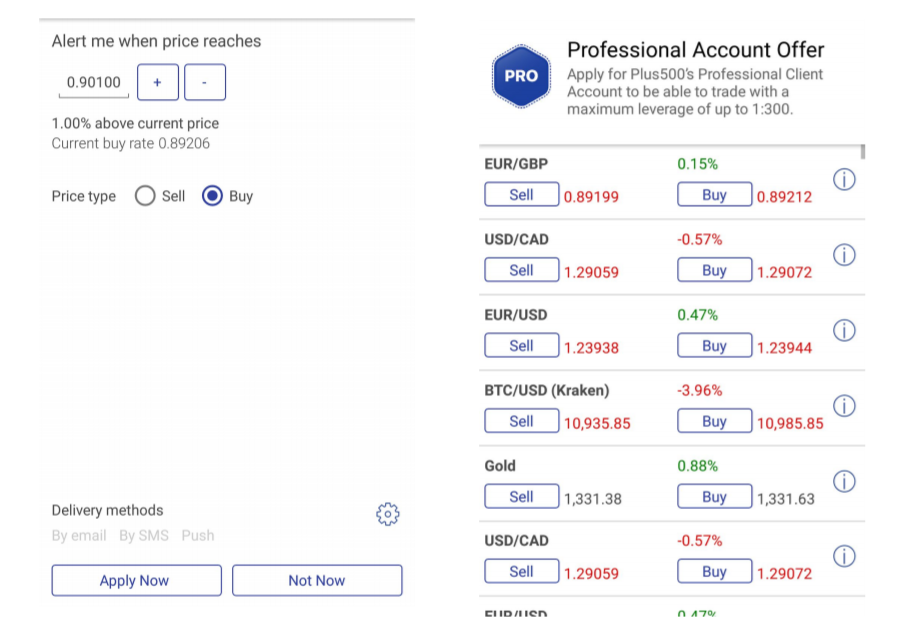 Alert me when price reaches
0.90100 + -
1.00% above current price
Current buy rate 0.89206
Price type Sell Buy
Delivery methods
By email By SMS Push
Apply Now Not Now
PRO
Professional Account Offer
Apply for Plus500's Professional Client
Account to be able to trade with a
maximum leverage of up to 1:300.
EUR/GBP 0.15%
Sell 0.89199 Buy 0.89212
USD/CAD -0.57%
Sell 1.29059 Buy 1.29072
EUR/USD 0.47%
Sell 1.23938 Buy 1.23944
BTC/USD (Kraken) -3.96%
Sell 10,935.85 Buy 10,985.85
Gold 0.88%
Sell 1,331.38 Buy 1,331.63
USD/CAD -0.57%
Sell 1.29059 Buy 1.29072
EUR/USD 0.47%